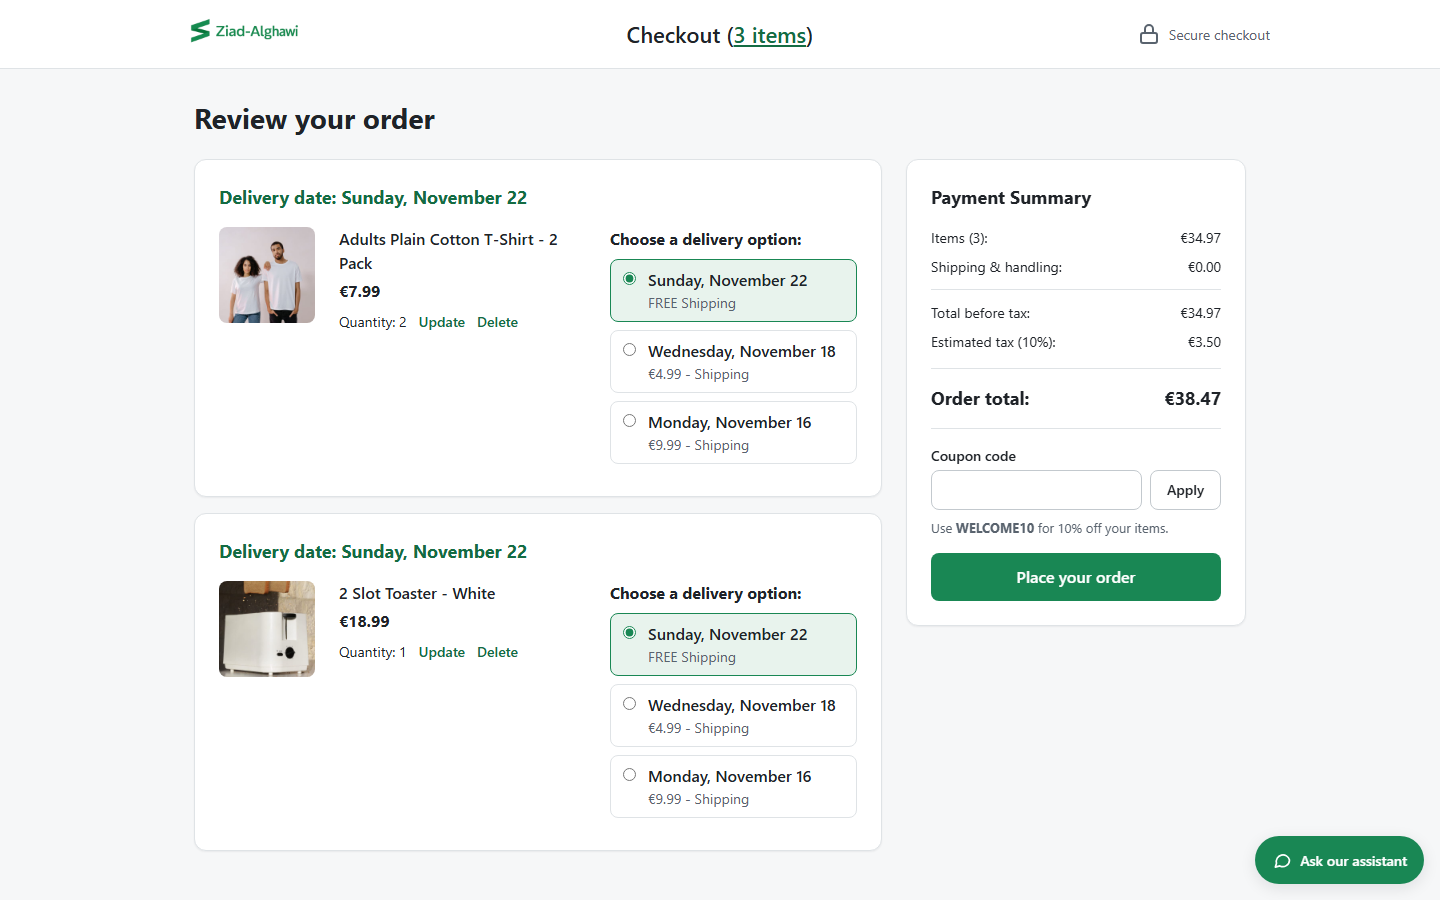 Ziad-Alghawi
Checkout (3 items)
Secure checkout
Review your order
Delivery date: Sunday, November 22
Adults Plain Cotton T-Shirt - 2
Pack
€7.99
Quantity: 2 Update Delete
Choose a delivery option:
Sunday, November 22
FREE Shipping
Wednesday, November 18
€4.99 - Shipping
Monday, November 16
€9.99 - Shipping
Delivery date: Sunday, November 22
2 Slot Toaster - White
€18.99
Quantity: 1 Update Delete
Choose a delivery option:
Sunday, November 22
FREE Shipping
Wednesday, November 18
€4.99 - Shipping
Monday, November 16
€9.99 - Shipping
Payment Summary
Items (3): €34.97
Shipping & handling: €0.00
Total before tax: €34.97
Estimated tax (10%): €3.50
Order total: €38.47
Coupon code
Apply
Use WELCOME10 for 10% off your items.
Place your order
Ask our assistant